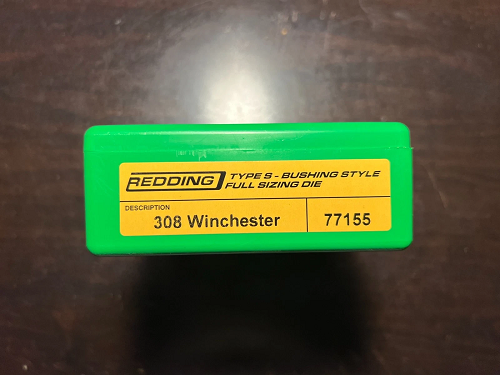 REDDING TYPE S - BUSHING STYLE
FULL SIZING DIE
DESCRIPTION
308 Winchester 77155